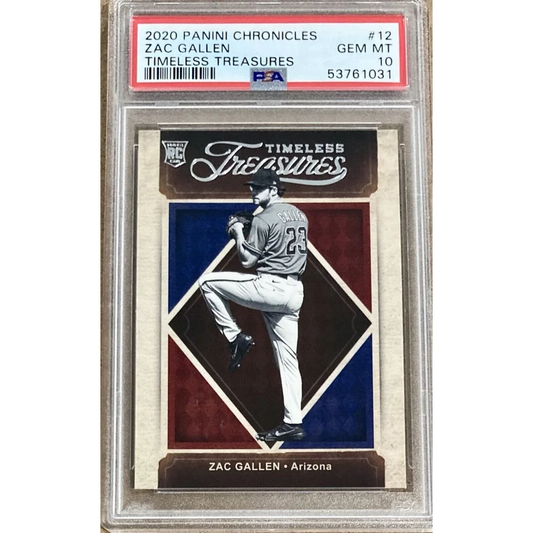 2020 PANINI CHRONICLES #12
ZAC GALLEN GEM MT
TIMELESS TREASURES 10
PSA 53761031
RC
TIMELESS
Treasures
GALLEN
23
ZAC GALLEN • Arizona